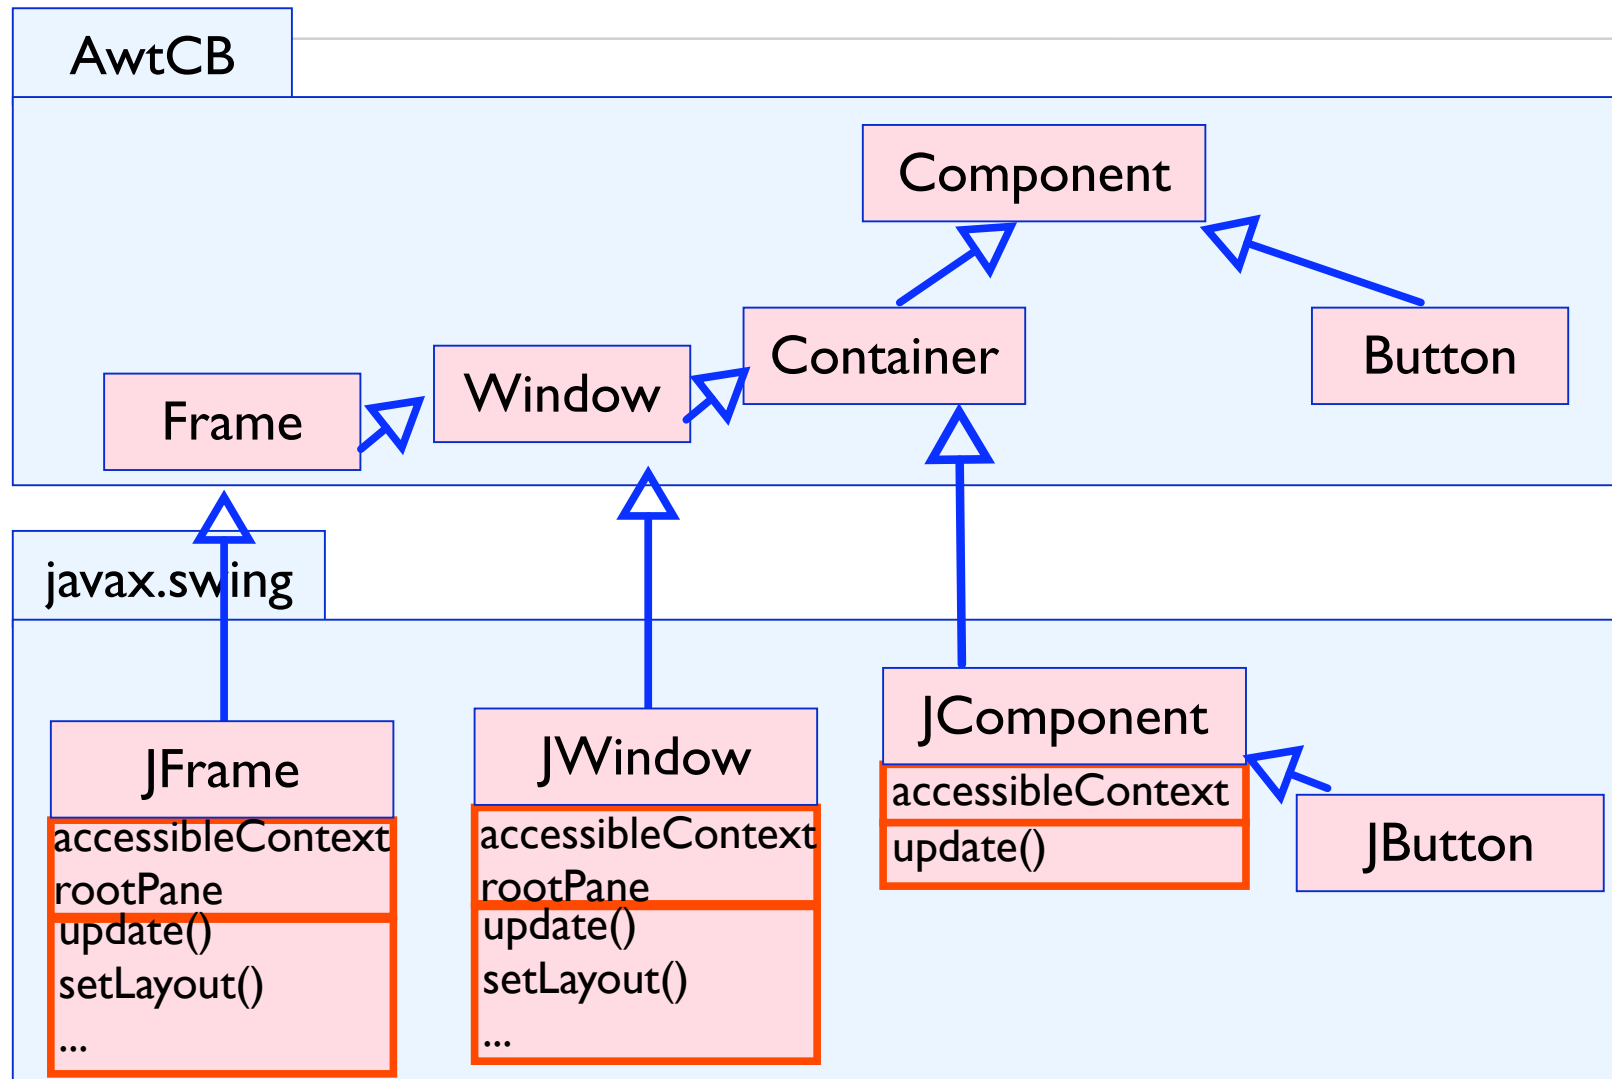 AwtCB
Component
Container
Button
Window
Frame
javax.swing
JFrame
accessibleContext
rootPane
update()
setLayout()
...
JWindow
accessibleContext
rootPane
update()
setLayout()
...
JComponent
accessibleContext
update()
JButton